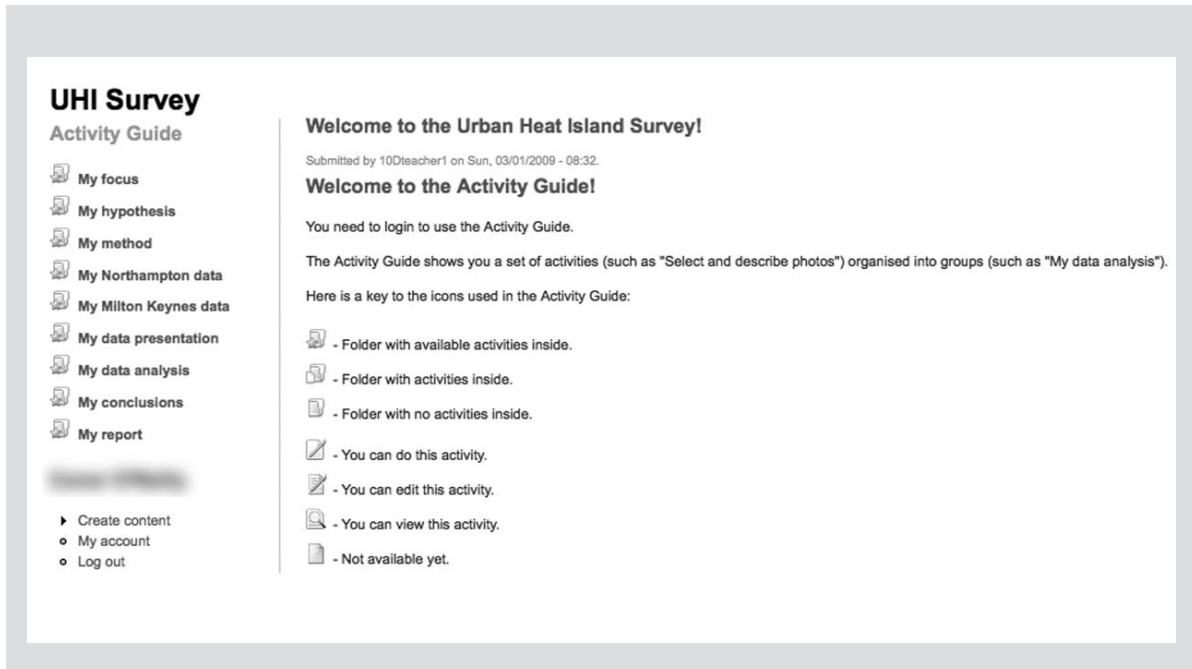 UHI Survey
Activity Guide
My focus
My hypothesis
My method
My Northampton data
My Milton Keynes data
My data presentation
My data analysis
My conclusions
My report
Create content
My account
Log out
Welcome to the Urban Heat Island Survey!
Submitted by 10Dteacher1 on Sun, 03/01/2009 - 08:32.
Welcome to the Activity Guide!
You need to login to use the Activity Guide.
The Activity Guide shows you a set of activities (such as "Select and describe photos") organised into groups (such as "My data analysis").
Here is a key to the icons used in the Activity Guide:
- Folder with available activities inside.
- Folder with activities inside.
- Folder with no activities inside.
- You can do this activity.
- You can edit this activity.
- You can view this activity.
- Not available yet.